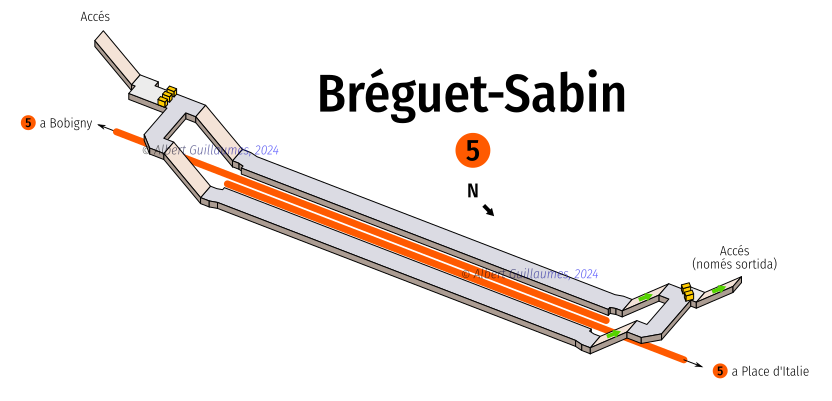 Accés
Bréguet-Sabin
5 a Bobigny
5
© Albert Guillaumes, 2024
N
Accés
(només sortida)
© Albert Guillaumes, 2024
5 a Place d'Italie